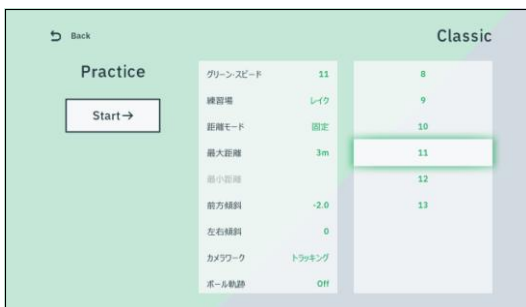 Back
Classic
Practice
Start→
グリーン・スピード 11
練習場 レイク
距離モード 固定
最大距離 3m
最小距離
前方傾斜 -2.0
左右傾斜 0
カメラワーク トラッキング
ボール軌跡 Off
8
9
10
11
12
13